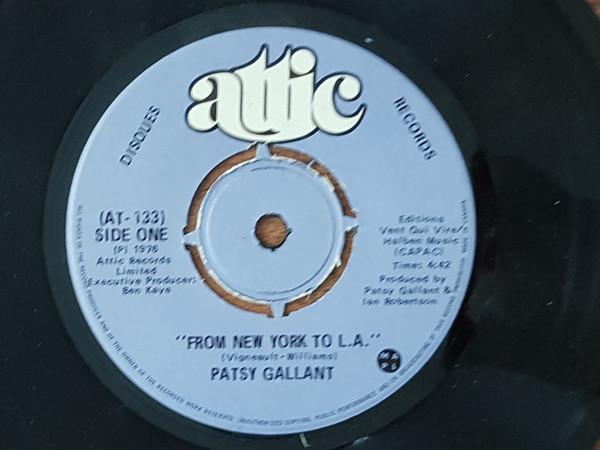 attic
DISQUES
RECORDS
(AT-133)
SIDE ONE
(P) 1976
Attic Records
Limited
Executive Producer:
Ben Kaye
Editions
Vent Qui Vire/s
Halben Music
(CAPAC)
Time: 4:42
Produced by
Patsy Gallant &
Ian Robertson
"FROM NEW YORK TO L.A."
(Vigneault-Williams)
PATSY GALLANT
MAPL